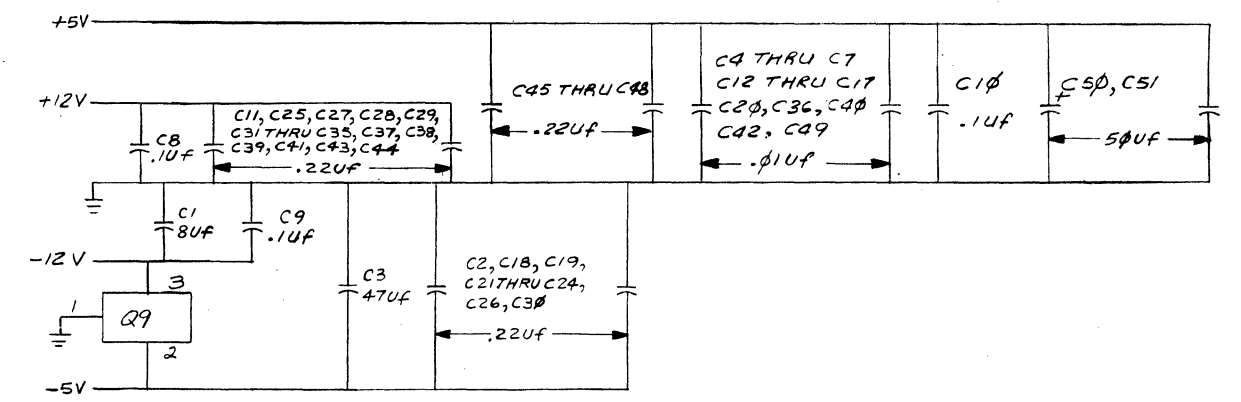 +5V
+12V
C8
.1Uf
C11, C25, C27, C28, C29,
C31 THRU C35, C37, C38,
C39, C41, C43, C44
.22Uf
C45 THRU C48
.22Uf
C4 THRU C7
C12 THRU C17
C2Ø, C36, C4Ø
C42, C49
.Ø1Uf
C1Ø
.1Uf
+
C5Ø, C51
5ØUf
C1
8Uf
C9
.1Uf
-12V
3
1
Q9
2
C3
47Uf
C2, C18, C19,
C21 THRU C24,
C26, C3Ø
.22Uf
-5V